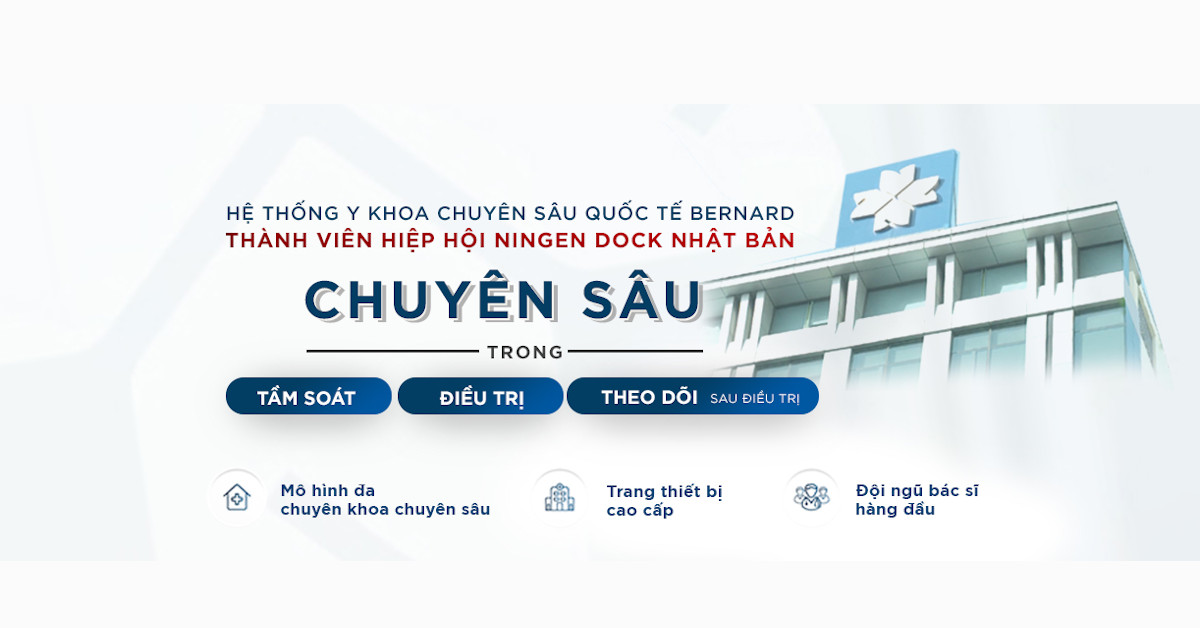 HỆ THỐNG Y KHOA CHUYÊN SÂU QUỐC TẾ BERNARD
THÀNH VIÊN HIỆP HỘI NINGEN DOCK NHẬT BẢN
CHUYÊN SÂU
TRONG
TẦM SOÁT ĐIỀU TRỊ THEO DÕI SAU ĐIỀU TRỊ
Mô hình đa
chuyên khoa chuyên sâu
Trang thiết bị
cao cấp
Đội ngũ bác sĩ
hàng đầu